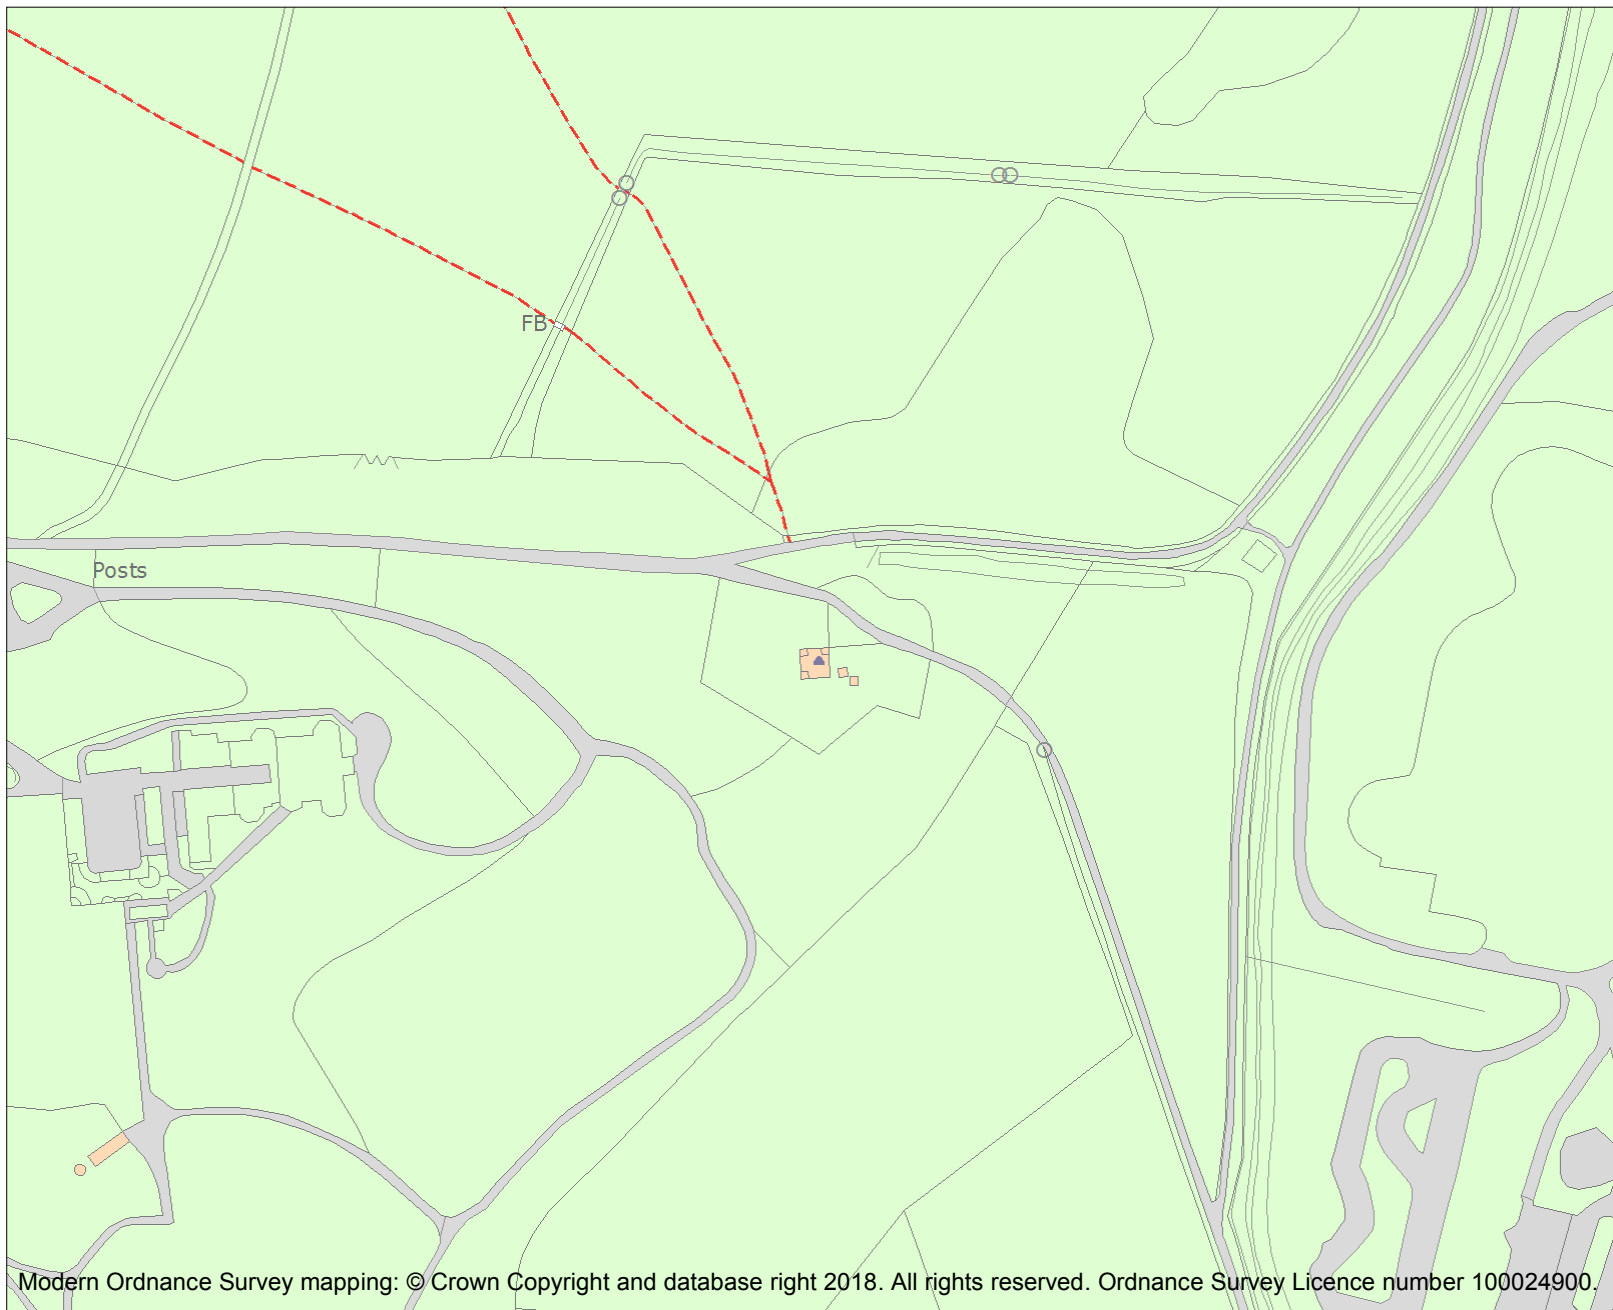 FB
Posts
Modern Ordnance Survey mapping: © Crown Copyright and database right 2018. All rights reserved. Ordnance Survey Licence number 100024900.